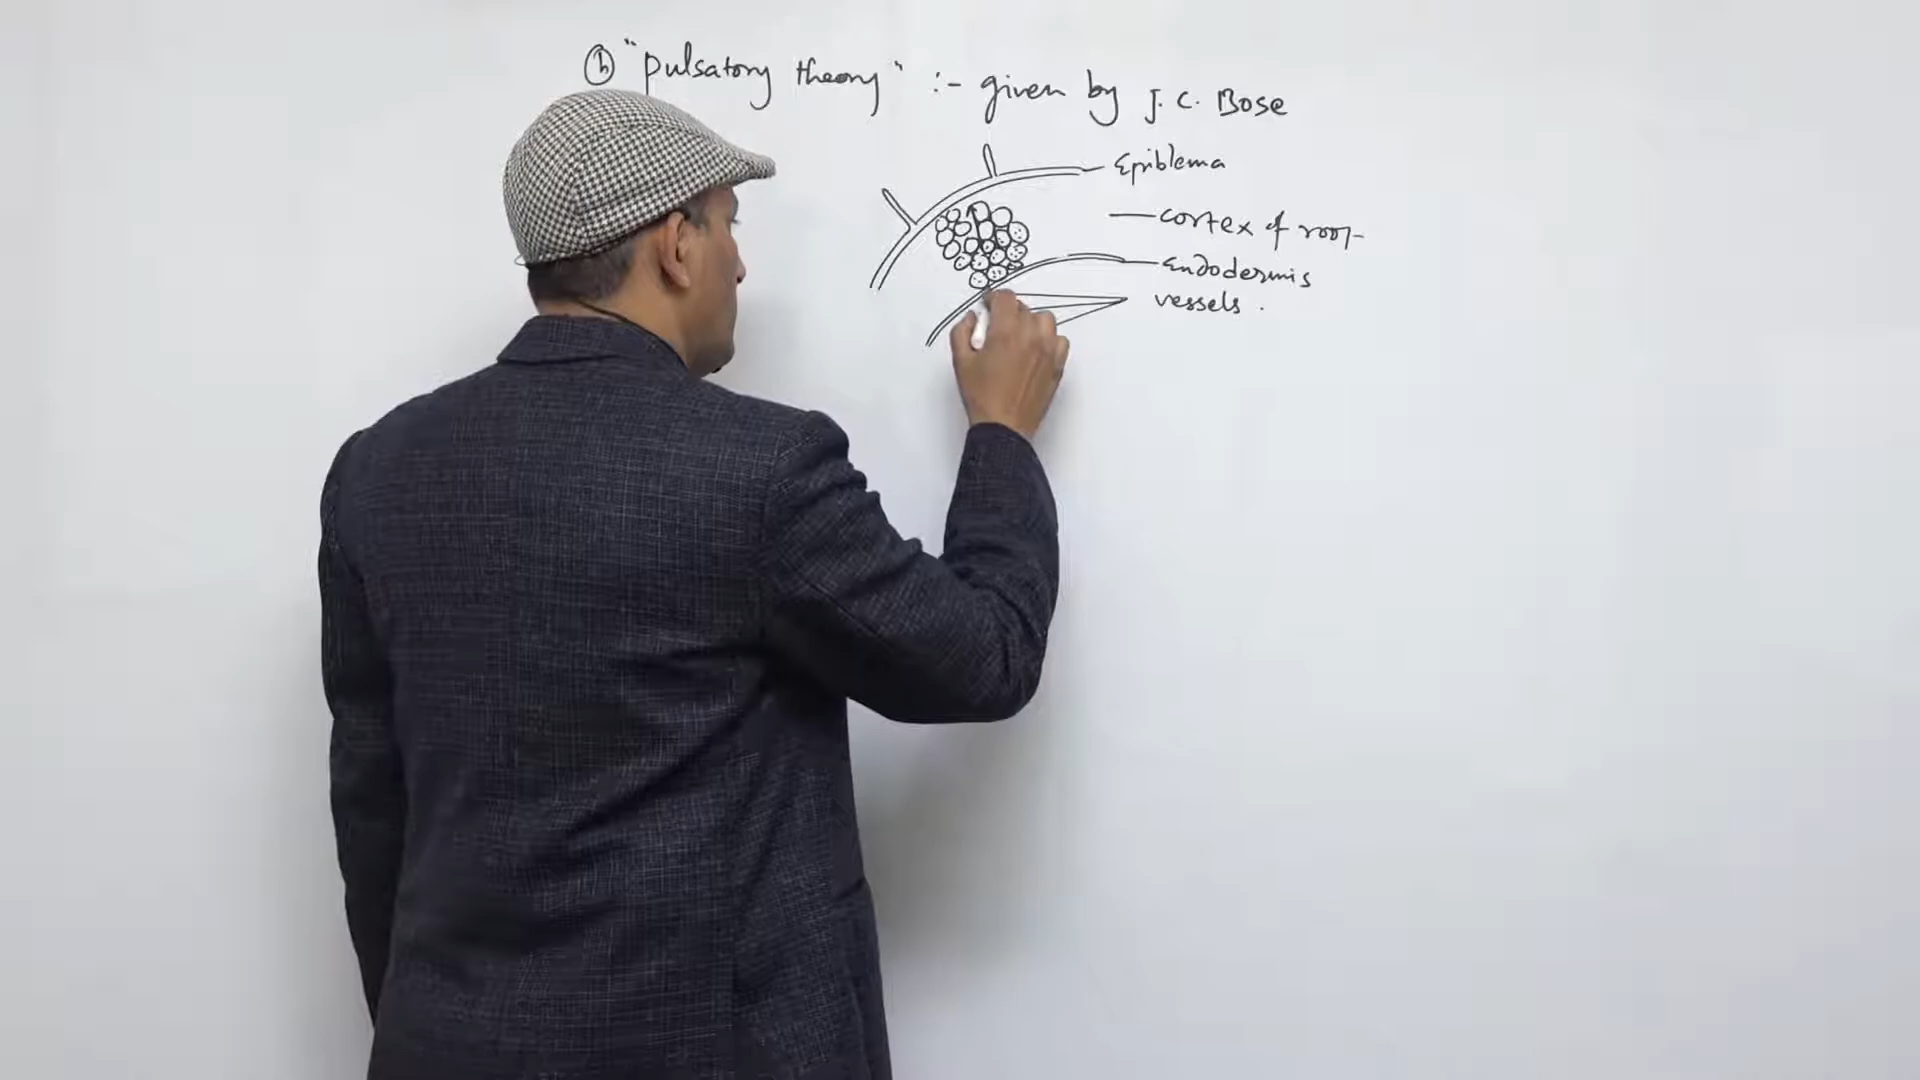 (b) "pulsatory theory" :- given by J. C. Bose
Epiblema
cortex of root
Endodermis
vessels.